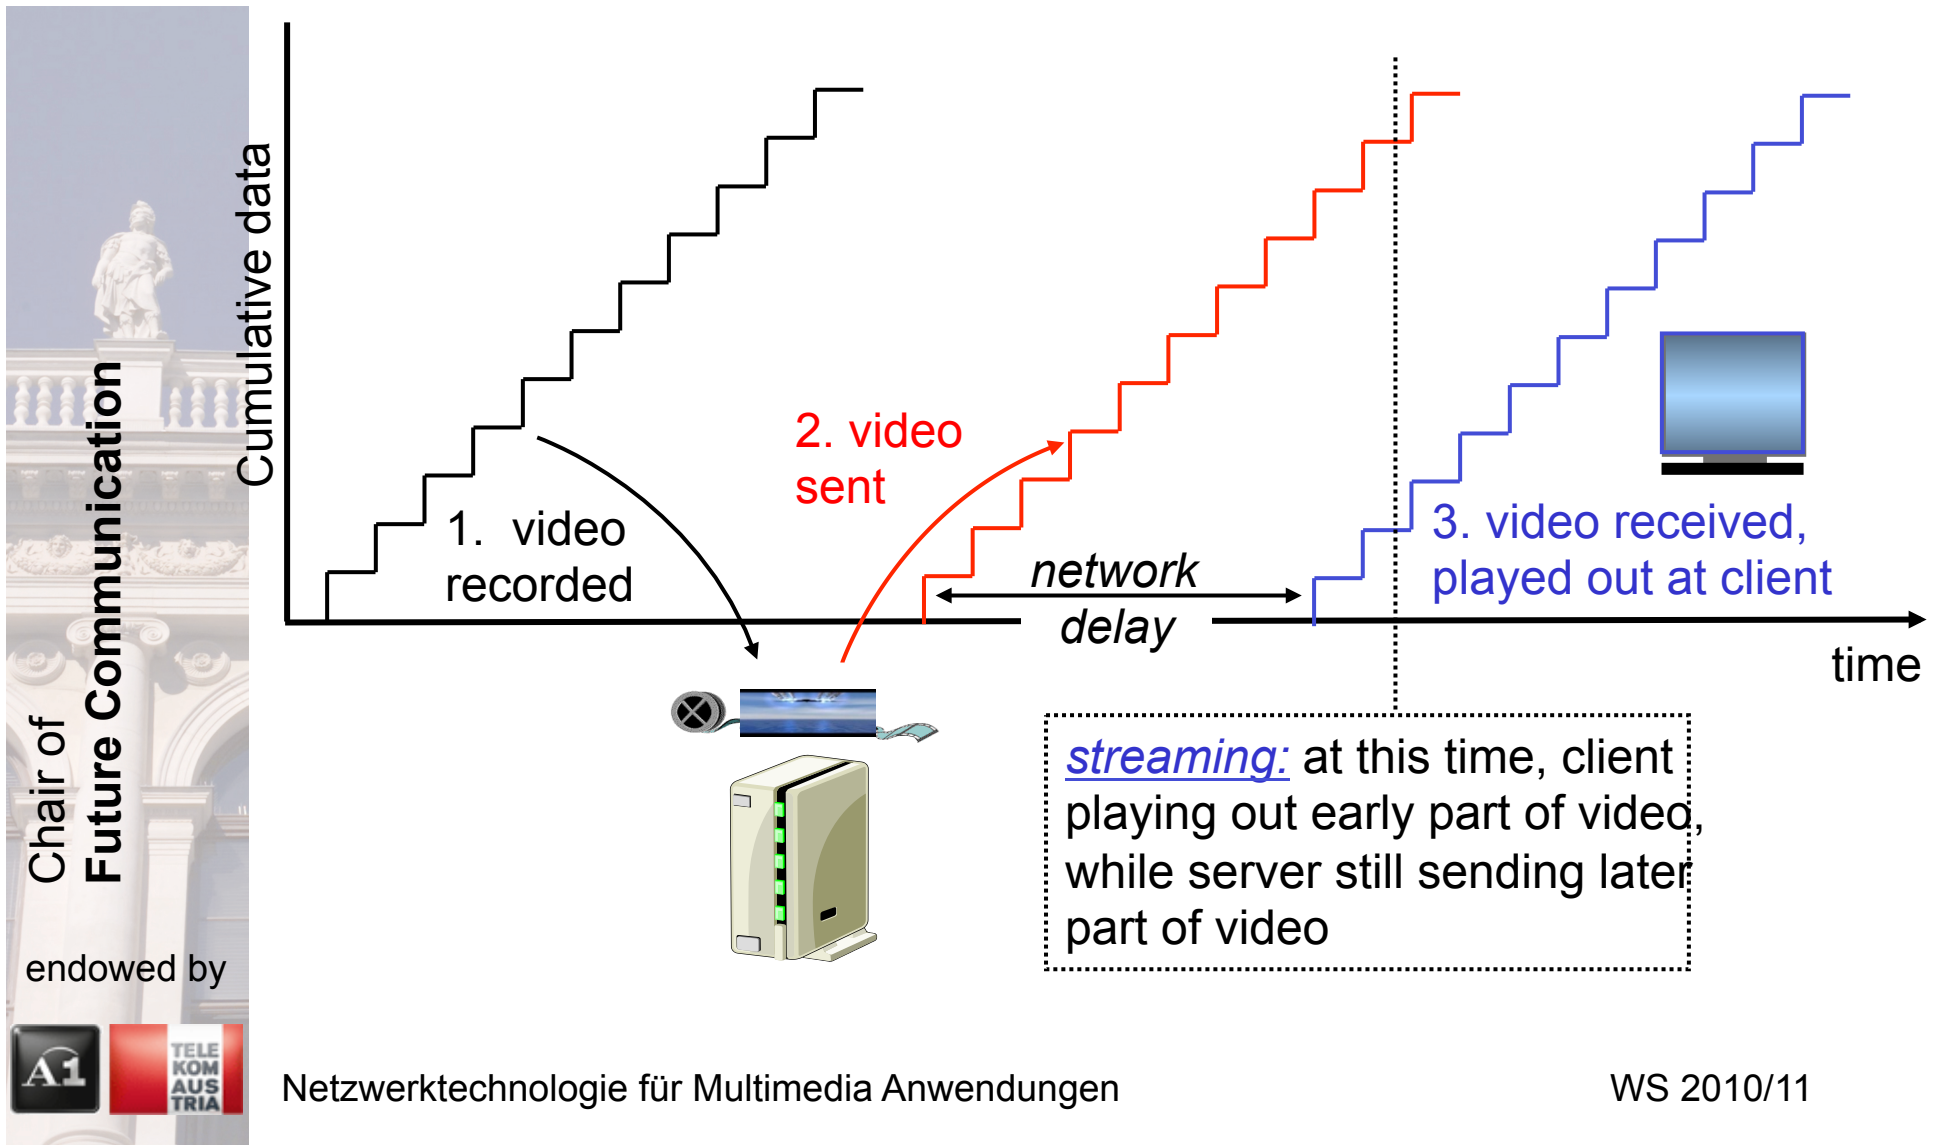 Chair of
Future Communication
endowed by
A1
TELE
KOM
AUS
TRIA
Cumulative data
1. video
recorded
2. video
sent
network
delay
3. video received,
played out at client
time
streaming: at this time, client
playing out early part of video,
while server still sending later
part of video
Netzwerktechnologie für Multimedia Anwendungen
WS 2010/11